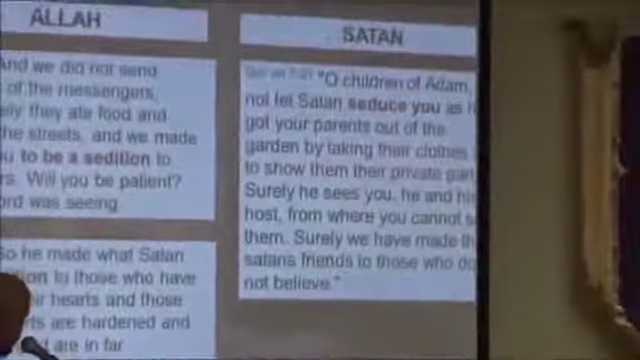 ALLAH
And we did not send
of the messengers,
ely they ate food and
the streets, and we made
u to be a sedition to
rs. Will you be patient?
ord was seeing
So he made what Satan
tion to those who have
ir hearts and those
rts are hardened and
d are in far
SATAN
"O children of Adam,
not let Satan seduce you as
got your parents out of the
garden by taking their clothes
to show them their private par
Surely he sees you, he and his
host, from where you cannot s
them. Surely we have made th
satans friends to those who do
not believe."